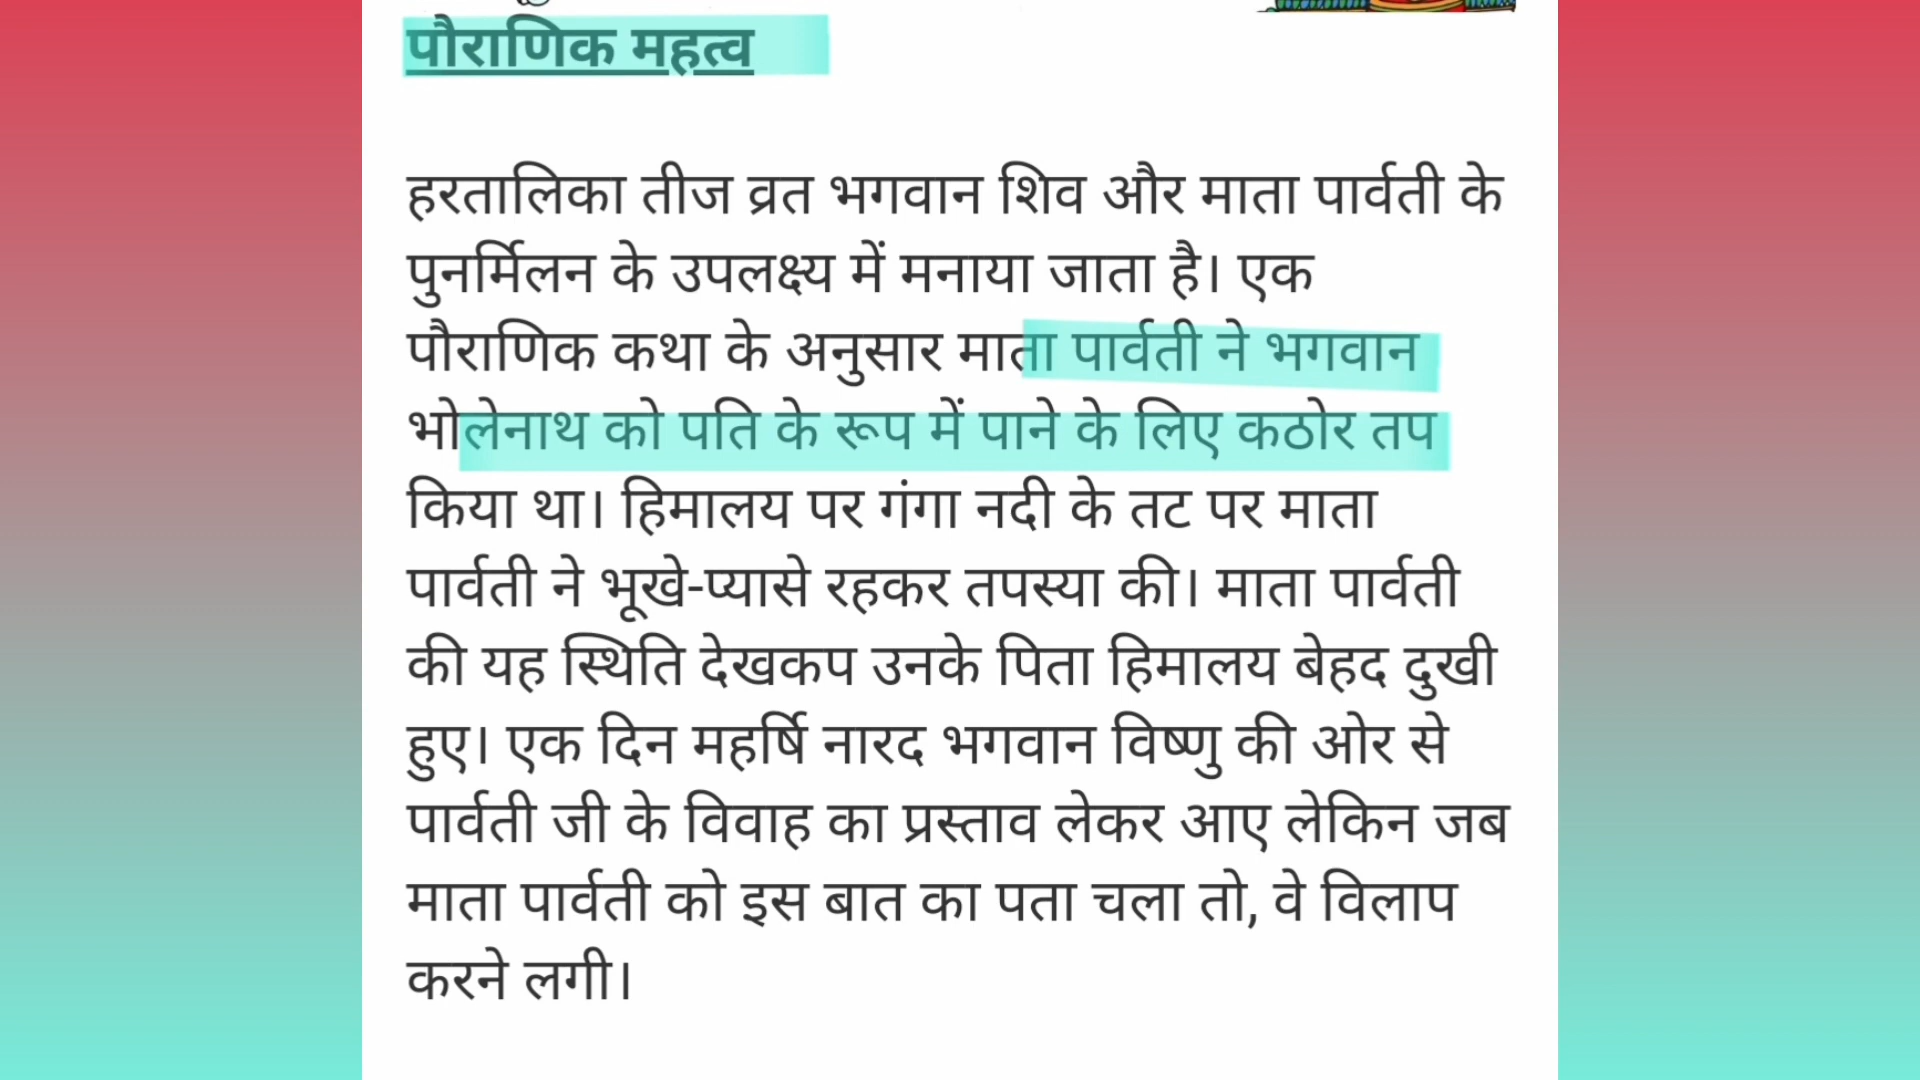 पौराणिक महत्व
हरतालिका तीज व्रत भगवान शिव और माता पार्वती के
पुनर्मिलन के उपलक्ष्य में मनाया जाता है। एक
पौराणिक कथा के अनुसार माता पार्वती ने भगवान
भोलेनाथ को पति के रूप में पाने के लिए कठोर तप
किया था। हिमालय पर गंगा नदी के तट पर माता
पार्वती ने भूखे-प्यासे रहकर तपस्या की। माता पार्वती
की यह स्थिति देखकप उनके पिता हिमालय बेहद दुखी
हुए। एक दिन महर्षि नारद भगवान विष्णु की ओर से
पार्वती जी के विवाह का प्रस्ताव लेकर आए लेकिन जब
माता पार्वती को इस बात का पता चला तो, वे विलाप
करने लगी।